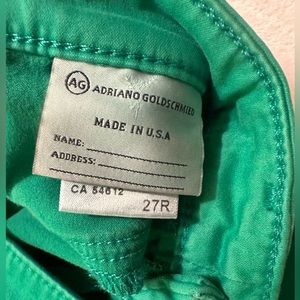 AG ADRIANO GOLDSCHMIED
MADE IN U.S.A
NAME:
ADDRESS:
CA 54612
27R